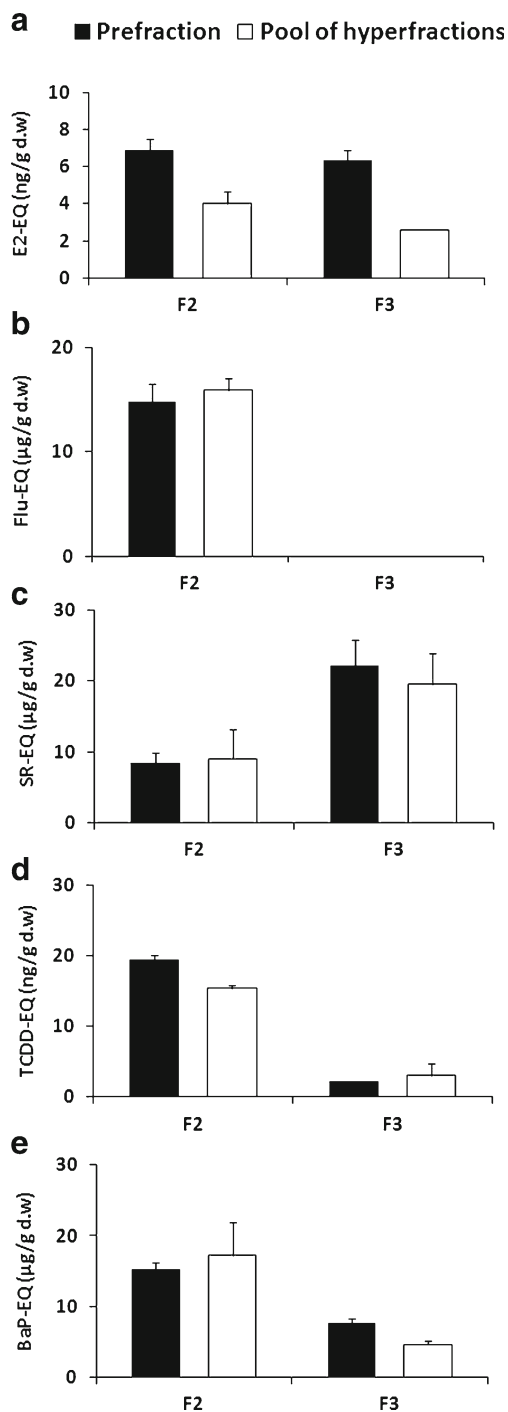 a
Prefraction Pool of hyperfractions
E2-EQ (ng/g d.w)
10
8
6
4
2
0
F2 F3
b
Flu-EQ (µg/g d.w)
20
10
0
F2 F3
c
SR-EQ (µg/g d.w)
30
20
10
0
F2 F3
d
TCDD-EQ (ng/g d.w)
30
20
10
0
F2 F3
e
BaP-EQ (µg/g d.w)
30
20
10
0
F2 F3